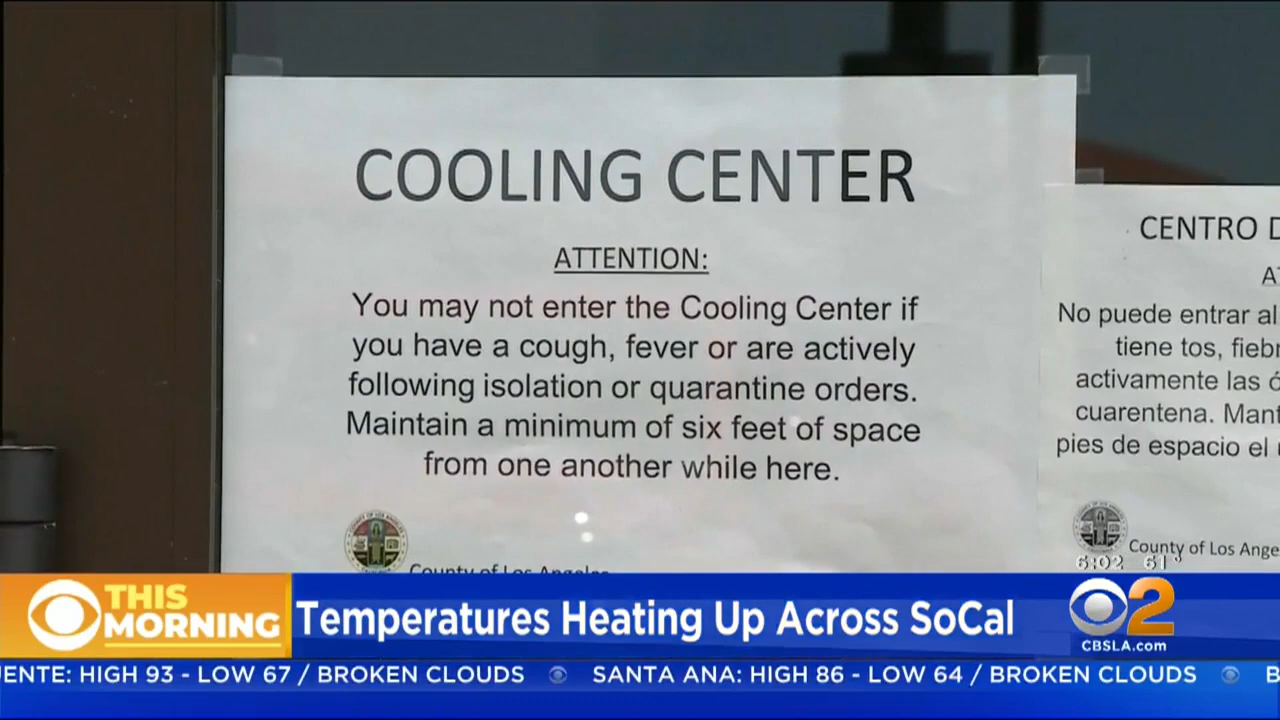 COOLING CENTER
ATTENTION:
You may not enter the Cooling Center if
you have a cough, fever or are actively
following isolation or quarantine orders.
Maintain a minimum of six feet of space
from one another while here.
County of Los Angeles
CENTRO
No puede entrar al
tiene tos,
activamente las
cuarentena.
pies de espacio el
County of Los
6:02 61°
THIS
MORNING
Temperatures Heating Up Across SoCal
2
CBSLA.com
HIGH 93 - LOW 67 / BROKEN CLOUDS SANTA ANA: HIGH 86 - LOW 64 / BROKEN CLOUDS